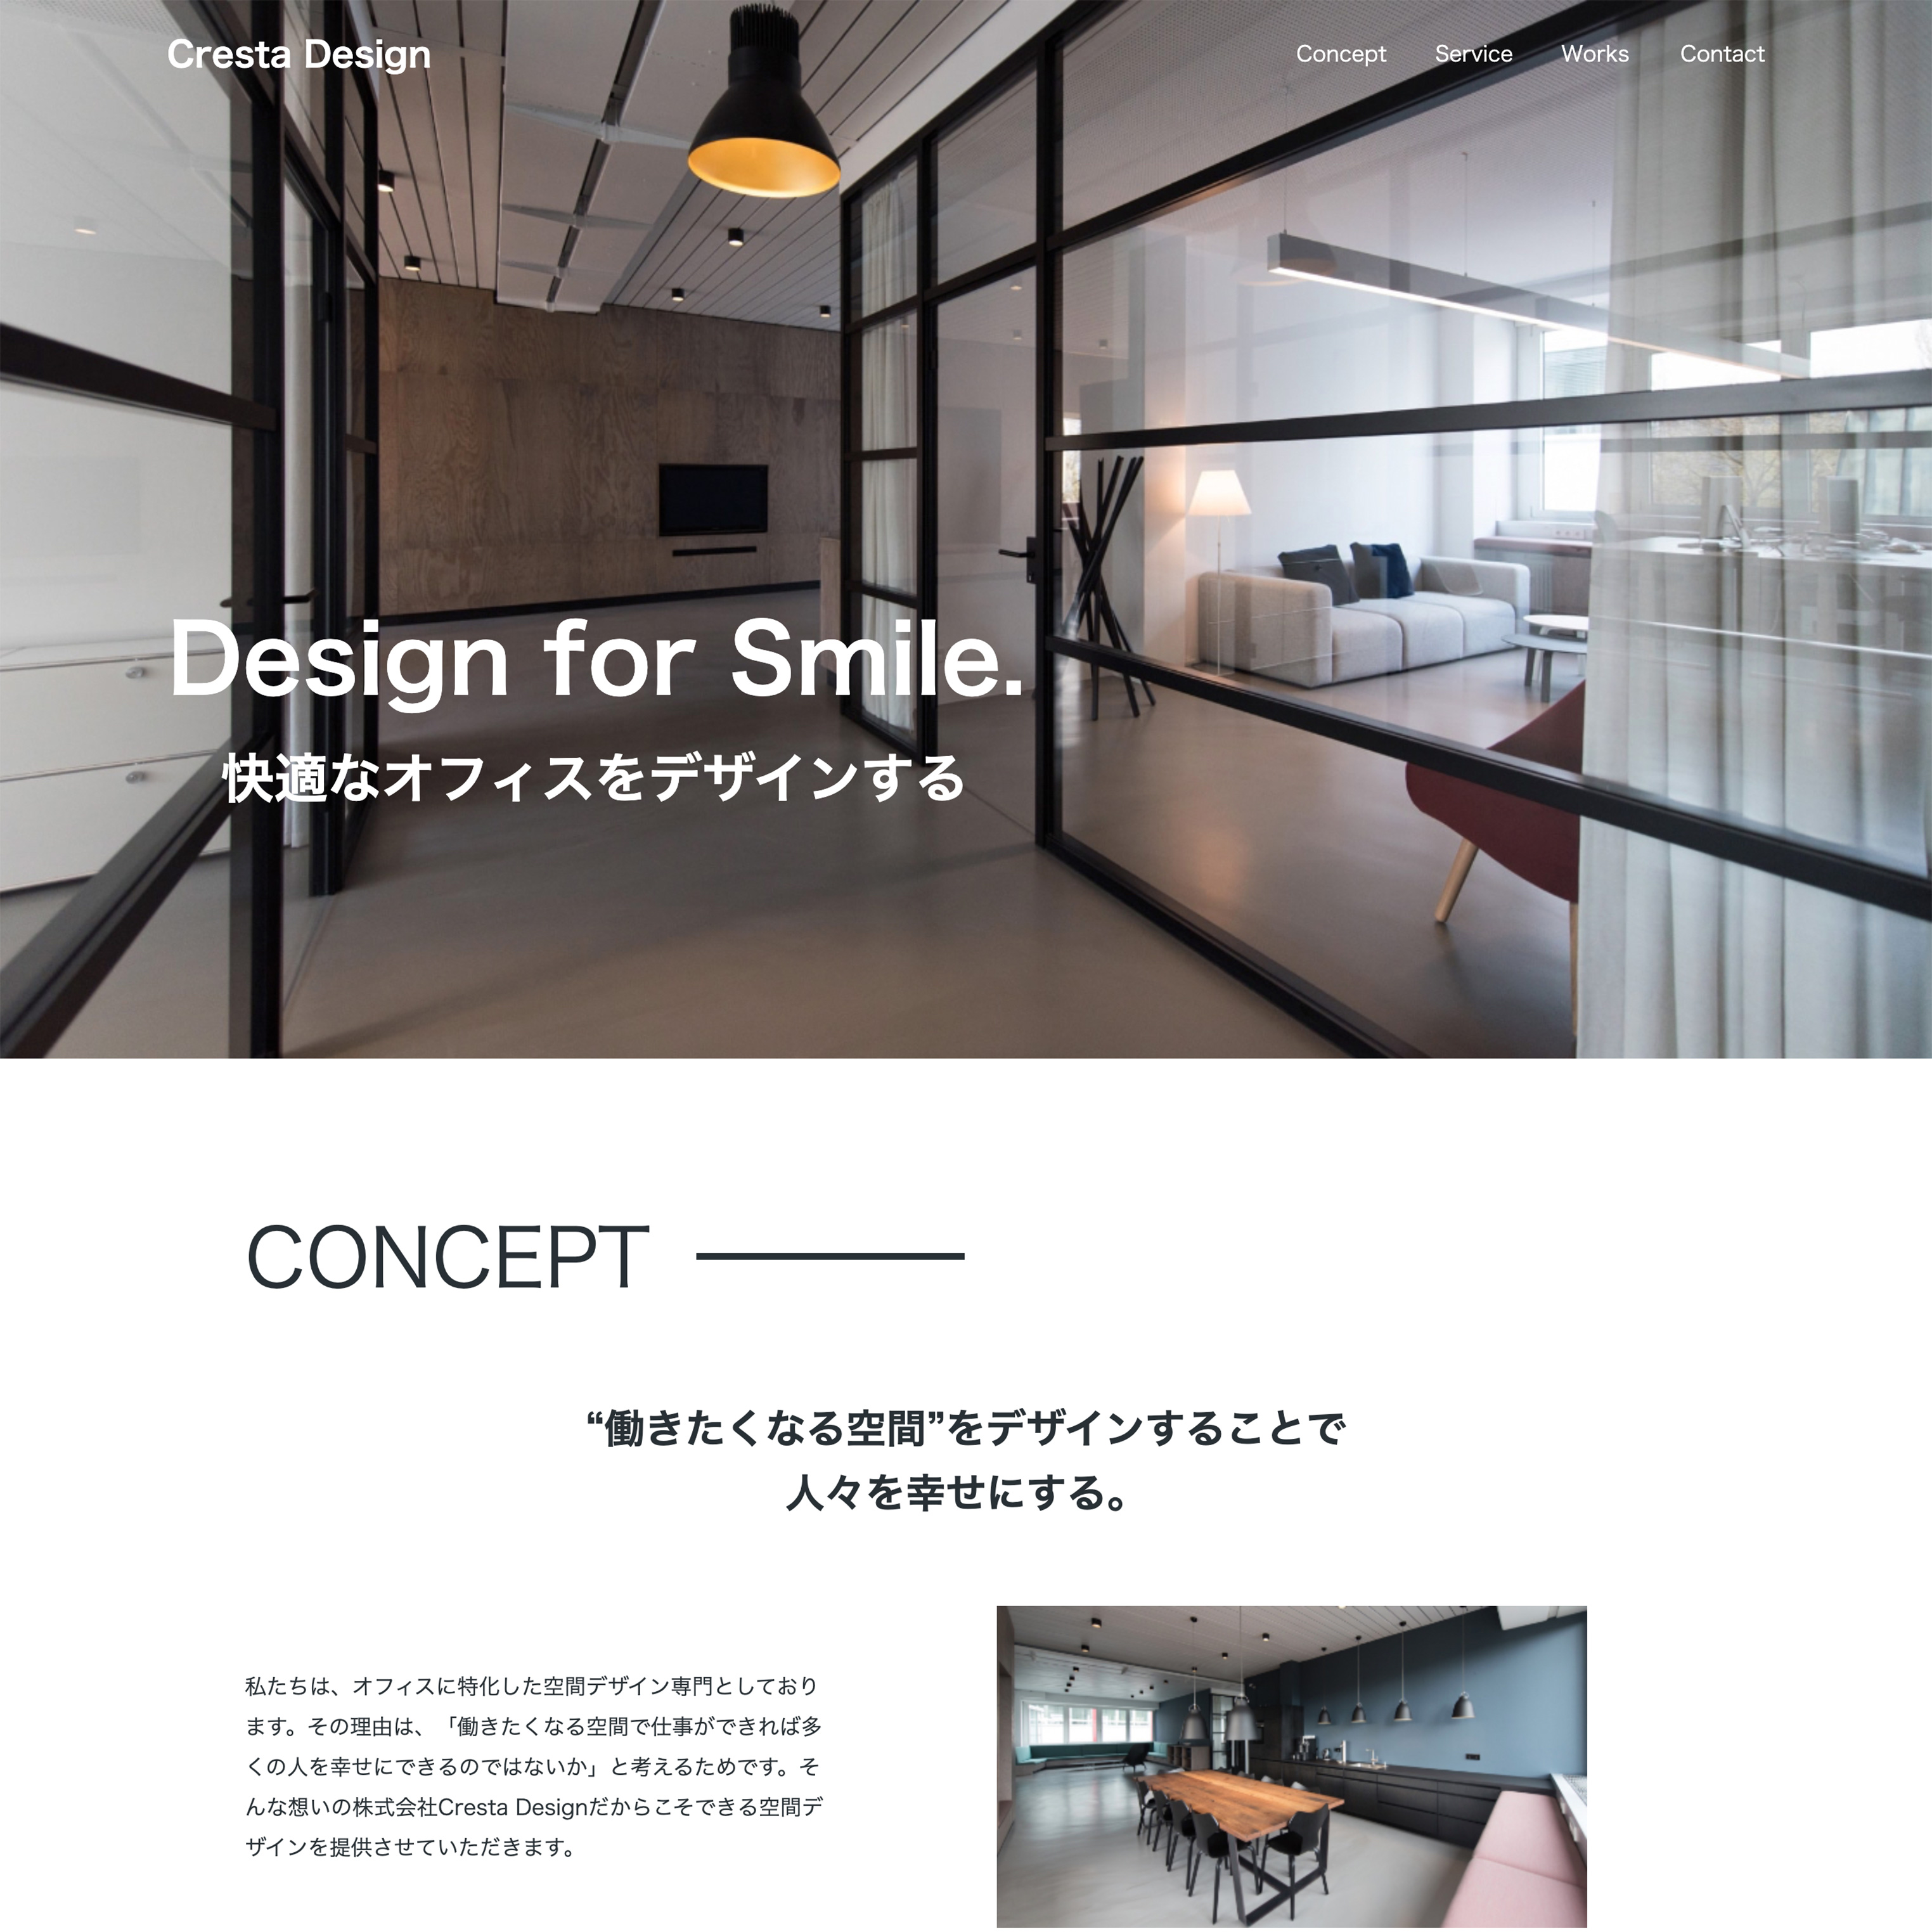 Cresta Design
Concept Service Works Contact
Design for Smile.
快適なオフィスをデザインする
CONCEPT
“働きたくなる空間”をデザインすることで
人々を幸せにする。
私たちは、オフィスに特化した空間デザイン専門としており
ます。その理由は、「働きたくなる空間で仕事ができれば多
くの人を幸せにできるのではないか」と考えるためです。そ
んな想いの株式会社Cresta Designだからこそできる空間デ
ザインを提供させていただきます。